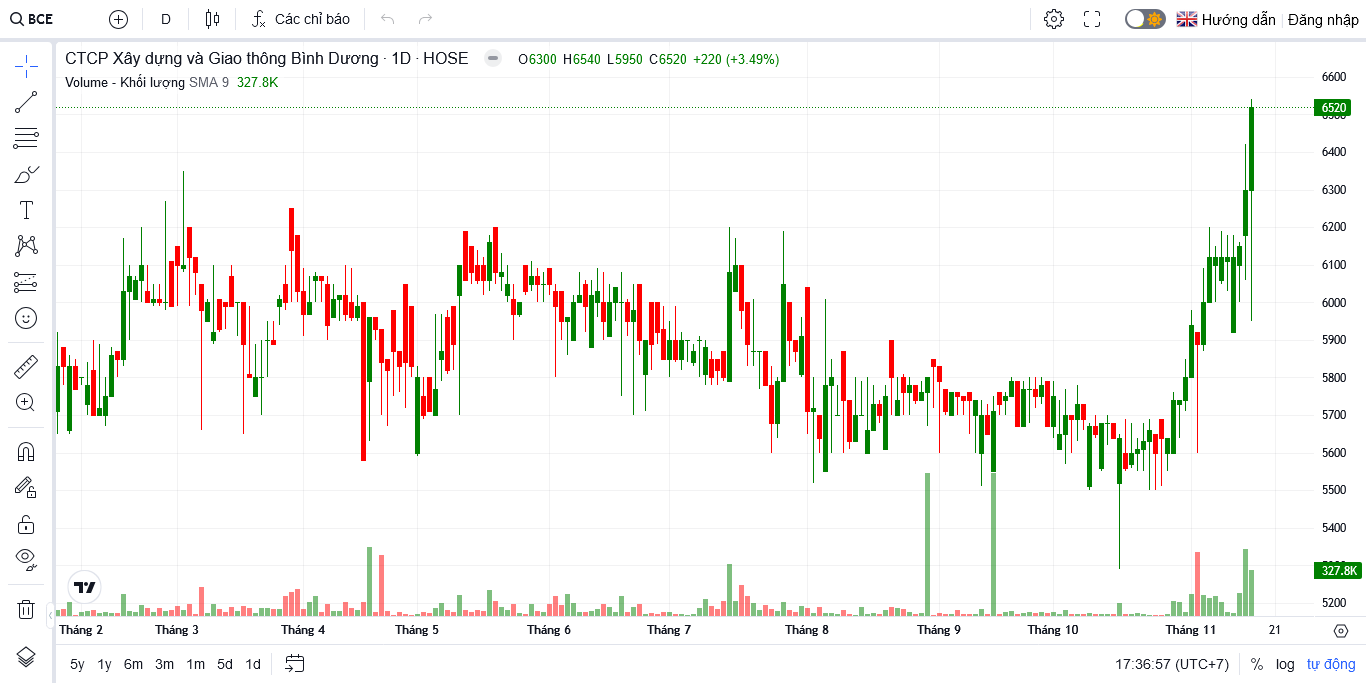 BCE D Các chỉ báo Hướng dẫn Đăng nhập
CTCP Xây dựng và Giao thông Bình Dương · 1D · HOSE O6300 H6540 L5950 C6520 +220 (+3.49%)
Volume - Khối lượng SMA 9 327.8K
6600
6520
6400
6300
6200
6100
6000
5900
5800
5700
5600
5500
5400
327.8K
5200
Tháng 2 Tháng 3 Tháng 4 Tháng 5 Tháng 6 Tháng 7 Tháng 8 Tháng 9 Tháng 10 Tháng 11 21
5y 1y 6m 3m 1m 5d 1d 17:36:57 (UTC+7) % log tự động